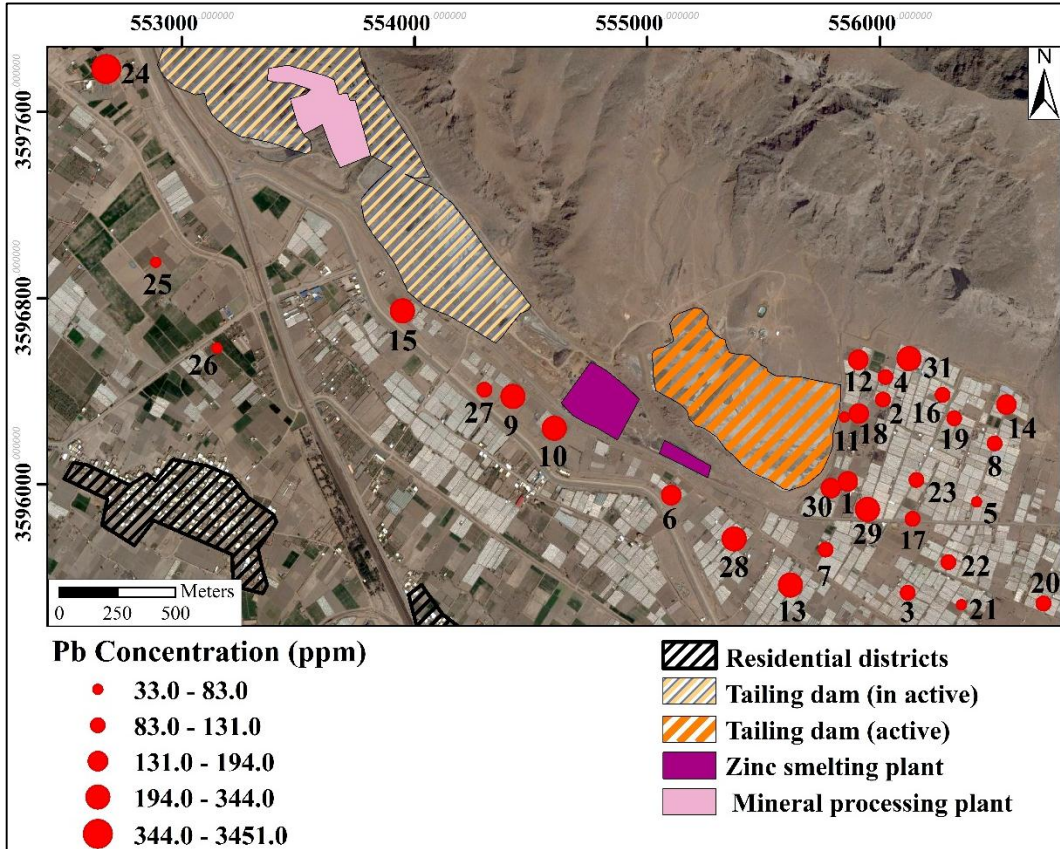 553000.000000 554000.000000 555000.000000 556000.000000
N
24
3597600.000000
25
3596800.000000
15
26
31
12
4
27
9
2
16
14
11
18
19
10
8
3596000.000000
23
6
30
1
5
29
17
28
7
22
13
3
21
20
Meters
0 250 500
Pb Concentration (ppm)
33.0 - 83.0
83.0 - 131.0
131.0 - 194.0
194.0 - 344.0
344.0 - 3451.0
Residential districts
Tailing dam (in active)
Tailing dam (active)
Zinc smelting plant
Mineral processing plant